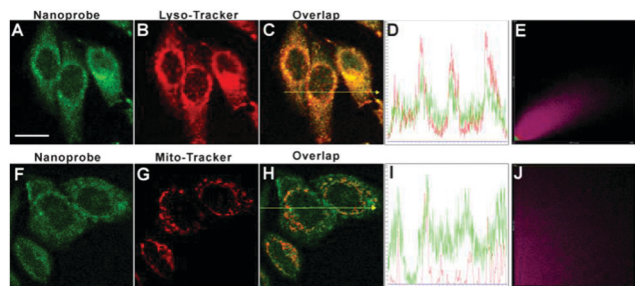 Nanoprobe Lyso-Tracker Overlap
A B C D E
Nanoprobe Mito-Tracker Overlap
F G H I J